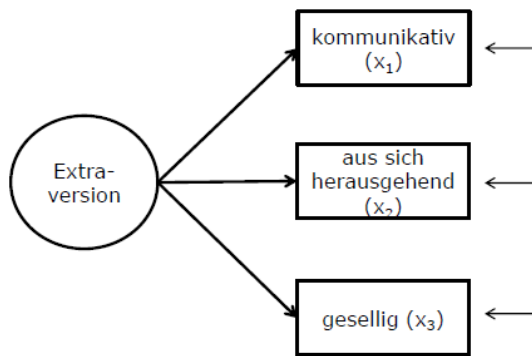 kommunikativ
(x₁)
Extra-
version
aus sich
herausgehend
(x₂)
gesellig (x₃)